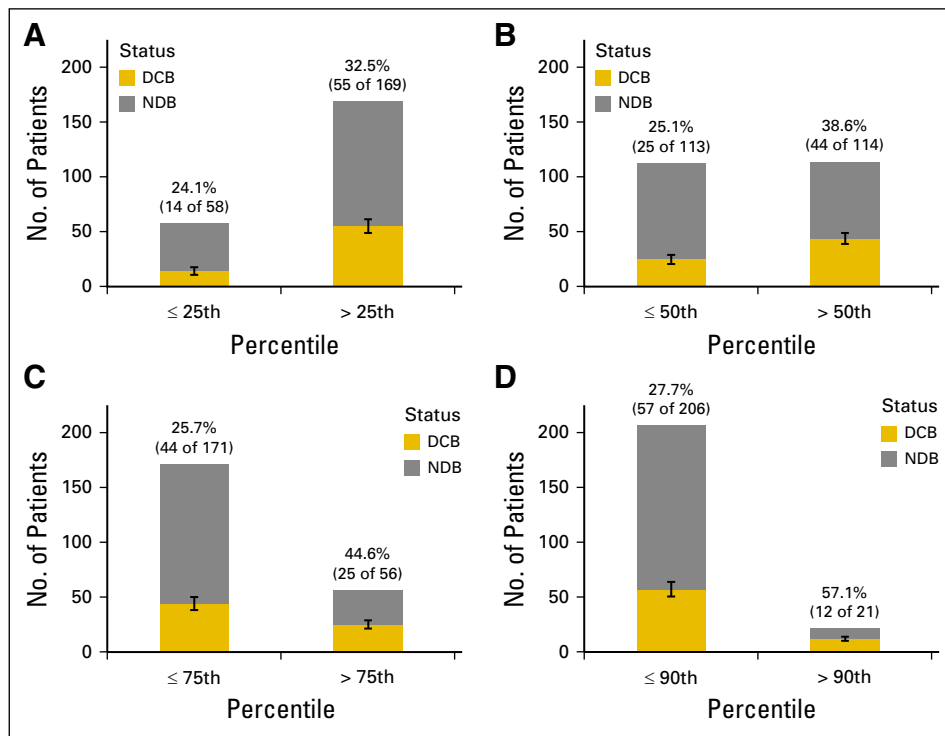 A
Status
DCB
NDB
No. of Patients
200
150
100
50
0
24.1%
(14 of 58)
32.5%
(55 of 169)
≤ 25th
> 25th
Percentile
B
Status
DCB
NDB
No. of Patients
200
150
100
50
0
25.1%
(25 of 113)
38.6%
(44 of 114)
≤ 50th
> 50th
Percentile
C
Status
DCB
NDB
No. of Patients
200
150
100
50
0
25.7%
(44 of 171)
44.6%
(25 of 56)
≤ 75th
> 75th
Percentile
D
Status
DCB
NDB
No. of Patients
200
150
100
50
0
27.7%
(57 of 206)
57.1%
(12 of 21)
≤ 90th
> 90th
Percentile